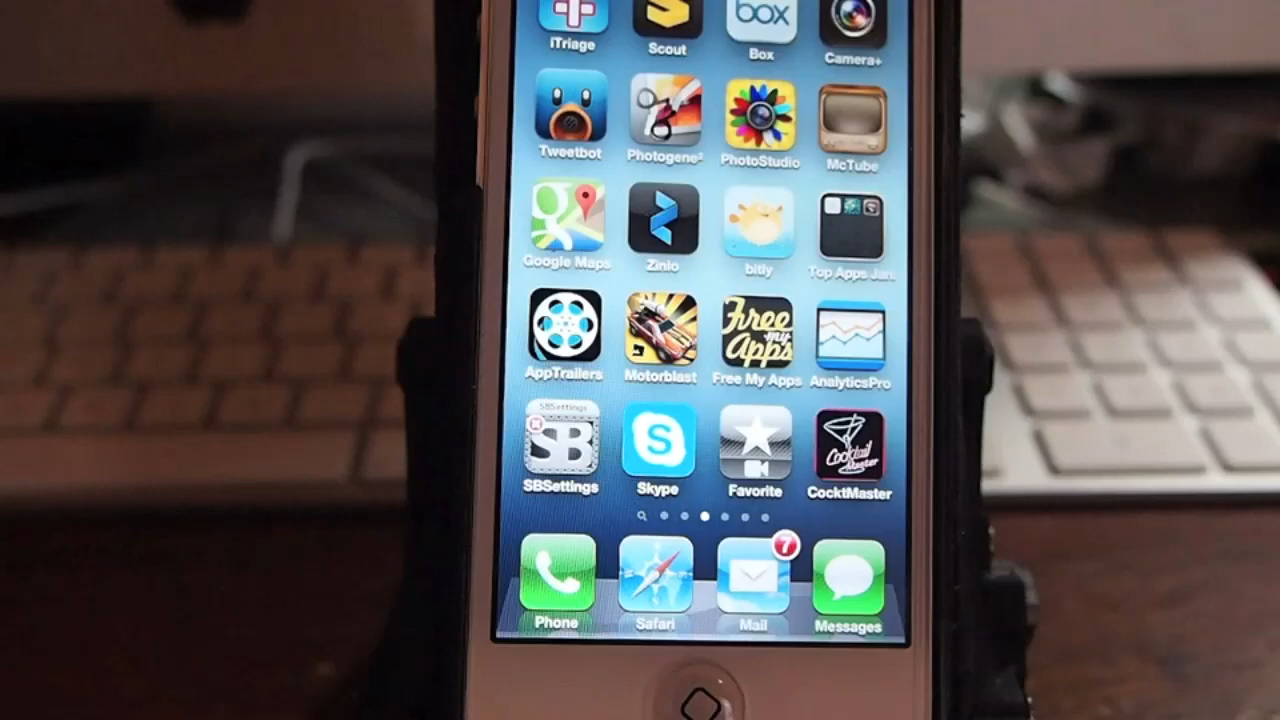 box
iTriage Scout Box Camera+
Tweetbot Photogene² PhotoStudio McTube
Google Maps Zinio bitly Top Apps Jan.
Free
my
Apps
AppTrailers Motorblast Free My Apps AnalyticsPro
SBSettings
SB
S
Cocktail
Master
SBSettings Skype Favorite CocktMaster
7
Phone Safari Mail Messages